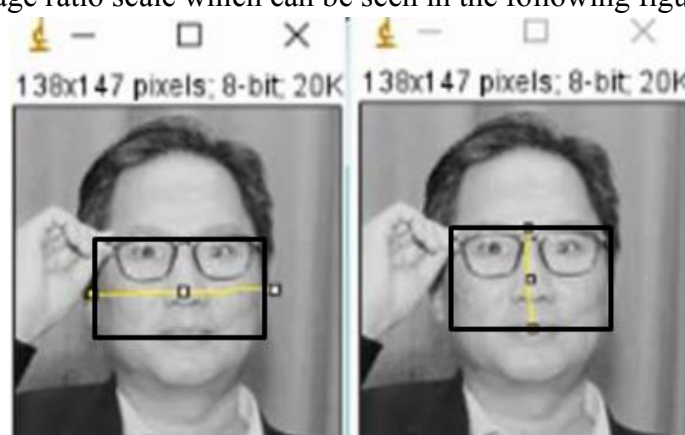 age ratio scale which can be seen in the following figu
138x147 pixels; 8-bit; 20K
138x147 pixels; 8-bit; 20K